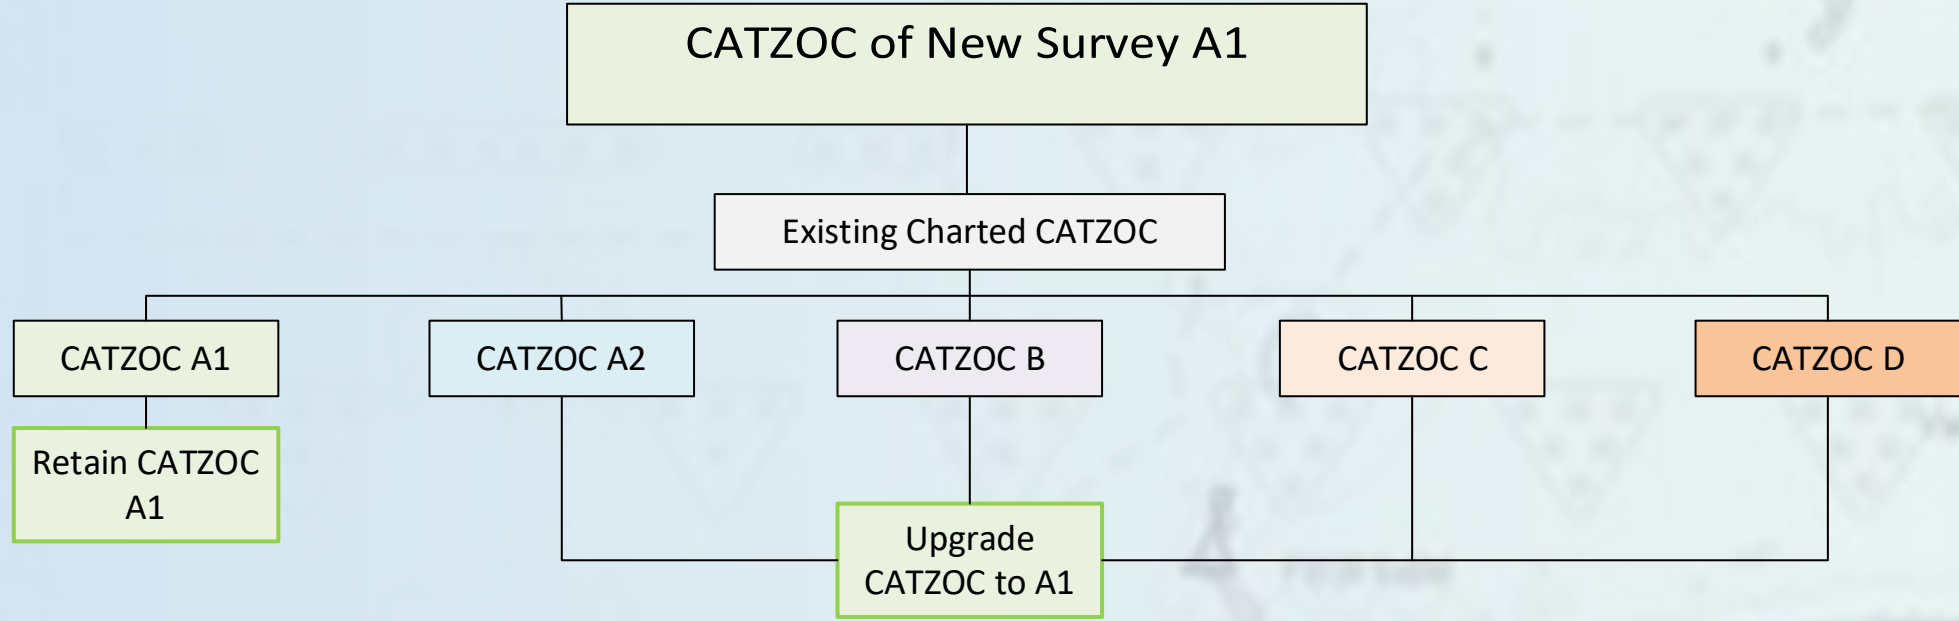 CATZOC of New Survey A1
Existing Charted CATZOC
CATZOC A1
CATZOC A2
CATZOC B
CATZOC C
CATZOC D
Retain CATZOC
A1
Upgrade
CATZOC to A1